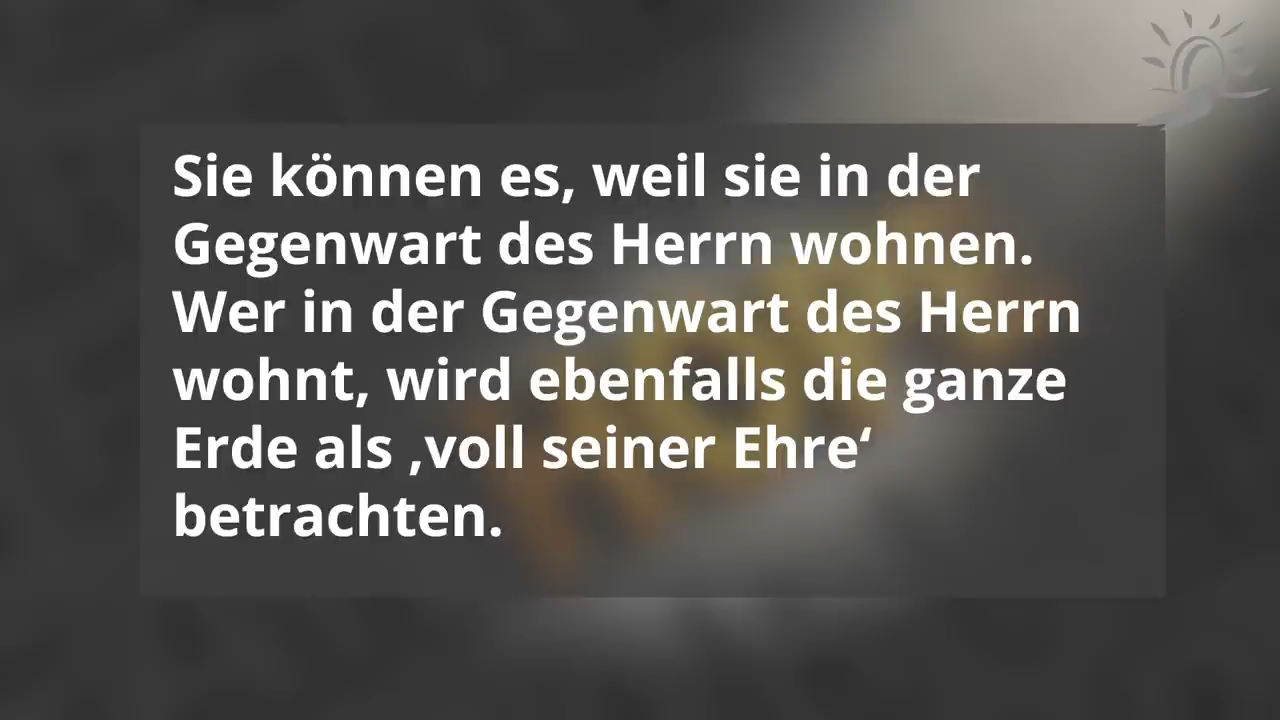 Sie können es, weil sie in der
Gegenwart des Herrn wohnen.
Wer in der Gegenwart des Herrn
wohnt, wird ebenfalls die ganze
Erde als ‚voll seiner Ehre‘
betrachten.